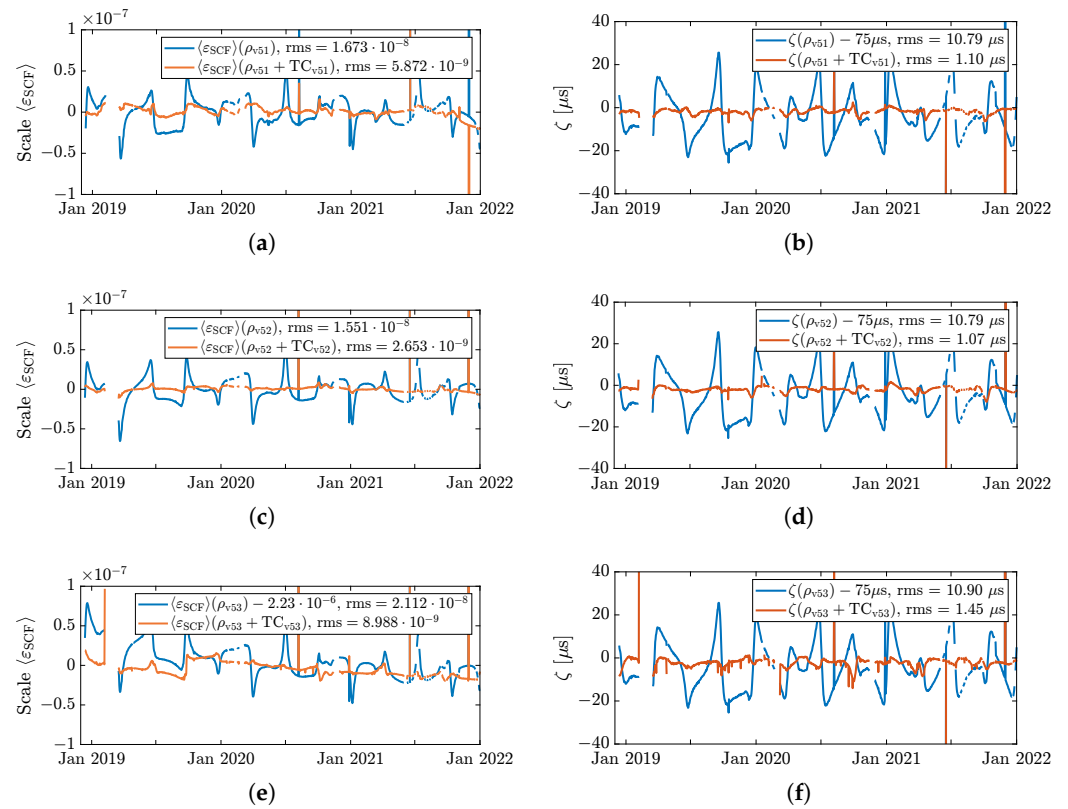 ×10⁻⁷
⟨ε_SCF⟩(ρ_v51), rms = 1.673 · 10⁻⁸
⟨ε_SCF⟩(ρ_v51 + TC_v51), rms = 5.872 · 10⁻⁹
Scale ⟨ε_SCF⟩
1
0.5
0
−0.5
−1
Jan 2019 Jan 2020 Jan 2021 Jan 2022
(a)
ζ(ρ_v51) − 75μs, rms = 10.79 μs
ζ(ρ_v51 + TC_v51), rms = 1.10 μs
ζ [μs]
40
20
0
−20
−40
Jan 2019 Jan 2020 Jan 2021 Jan 2022
(b)
×10⁻⁷
⟨ε_SCF⟩(ρ_v52), rms = 1.551 · 10⁻⁸
⟨ε_SCF⟩(ρ_v52 + TC_v52), rms = 2.653 · 10⁻⁹
Scale ⟨ε_SCF⟩
1
0.5
0
−0.5
−1
Jan 2019 Jan 2020 Jan 2021 Jan 2022
(c)
ζ(ρ_v52) − 75μs, rms = 10.79 μs
ζ(ρ_v52 + TC_v52), rms = 1.07 μs
ζ [μs]
40
20
0
−20
−40
Jan 2019 Jan 2020 Jan 2021 Jan 2022
(d)
×10⁻⁷
⟨ε_SCF⟩(ρ_v53) − 2.23 · 10⁻⁶, rms = 2.112 · 10⁻⁸
⟨ε_SCF⟩(ρ_v53 + TC_v53), rms = 8.988 · 10⁻⁹
Scale ⟨ε_SCF⟩
1
0.5
0
−0.5
−1
Jan 2019 Jan 2020 Jan 2021 Jan 2022
(e)
ζ(ρ_v53) − 75μs, rms = 10.90 μs
ζ(ρ_v53 + TC_v53), rms = 1.45 μs
ζ [μs]
40
20
0
−20
−40
Jan 2019 Jan 2020 Jan 2021 Jan 2022
(f)